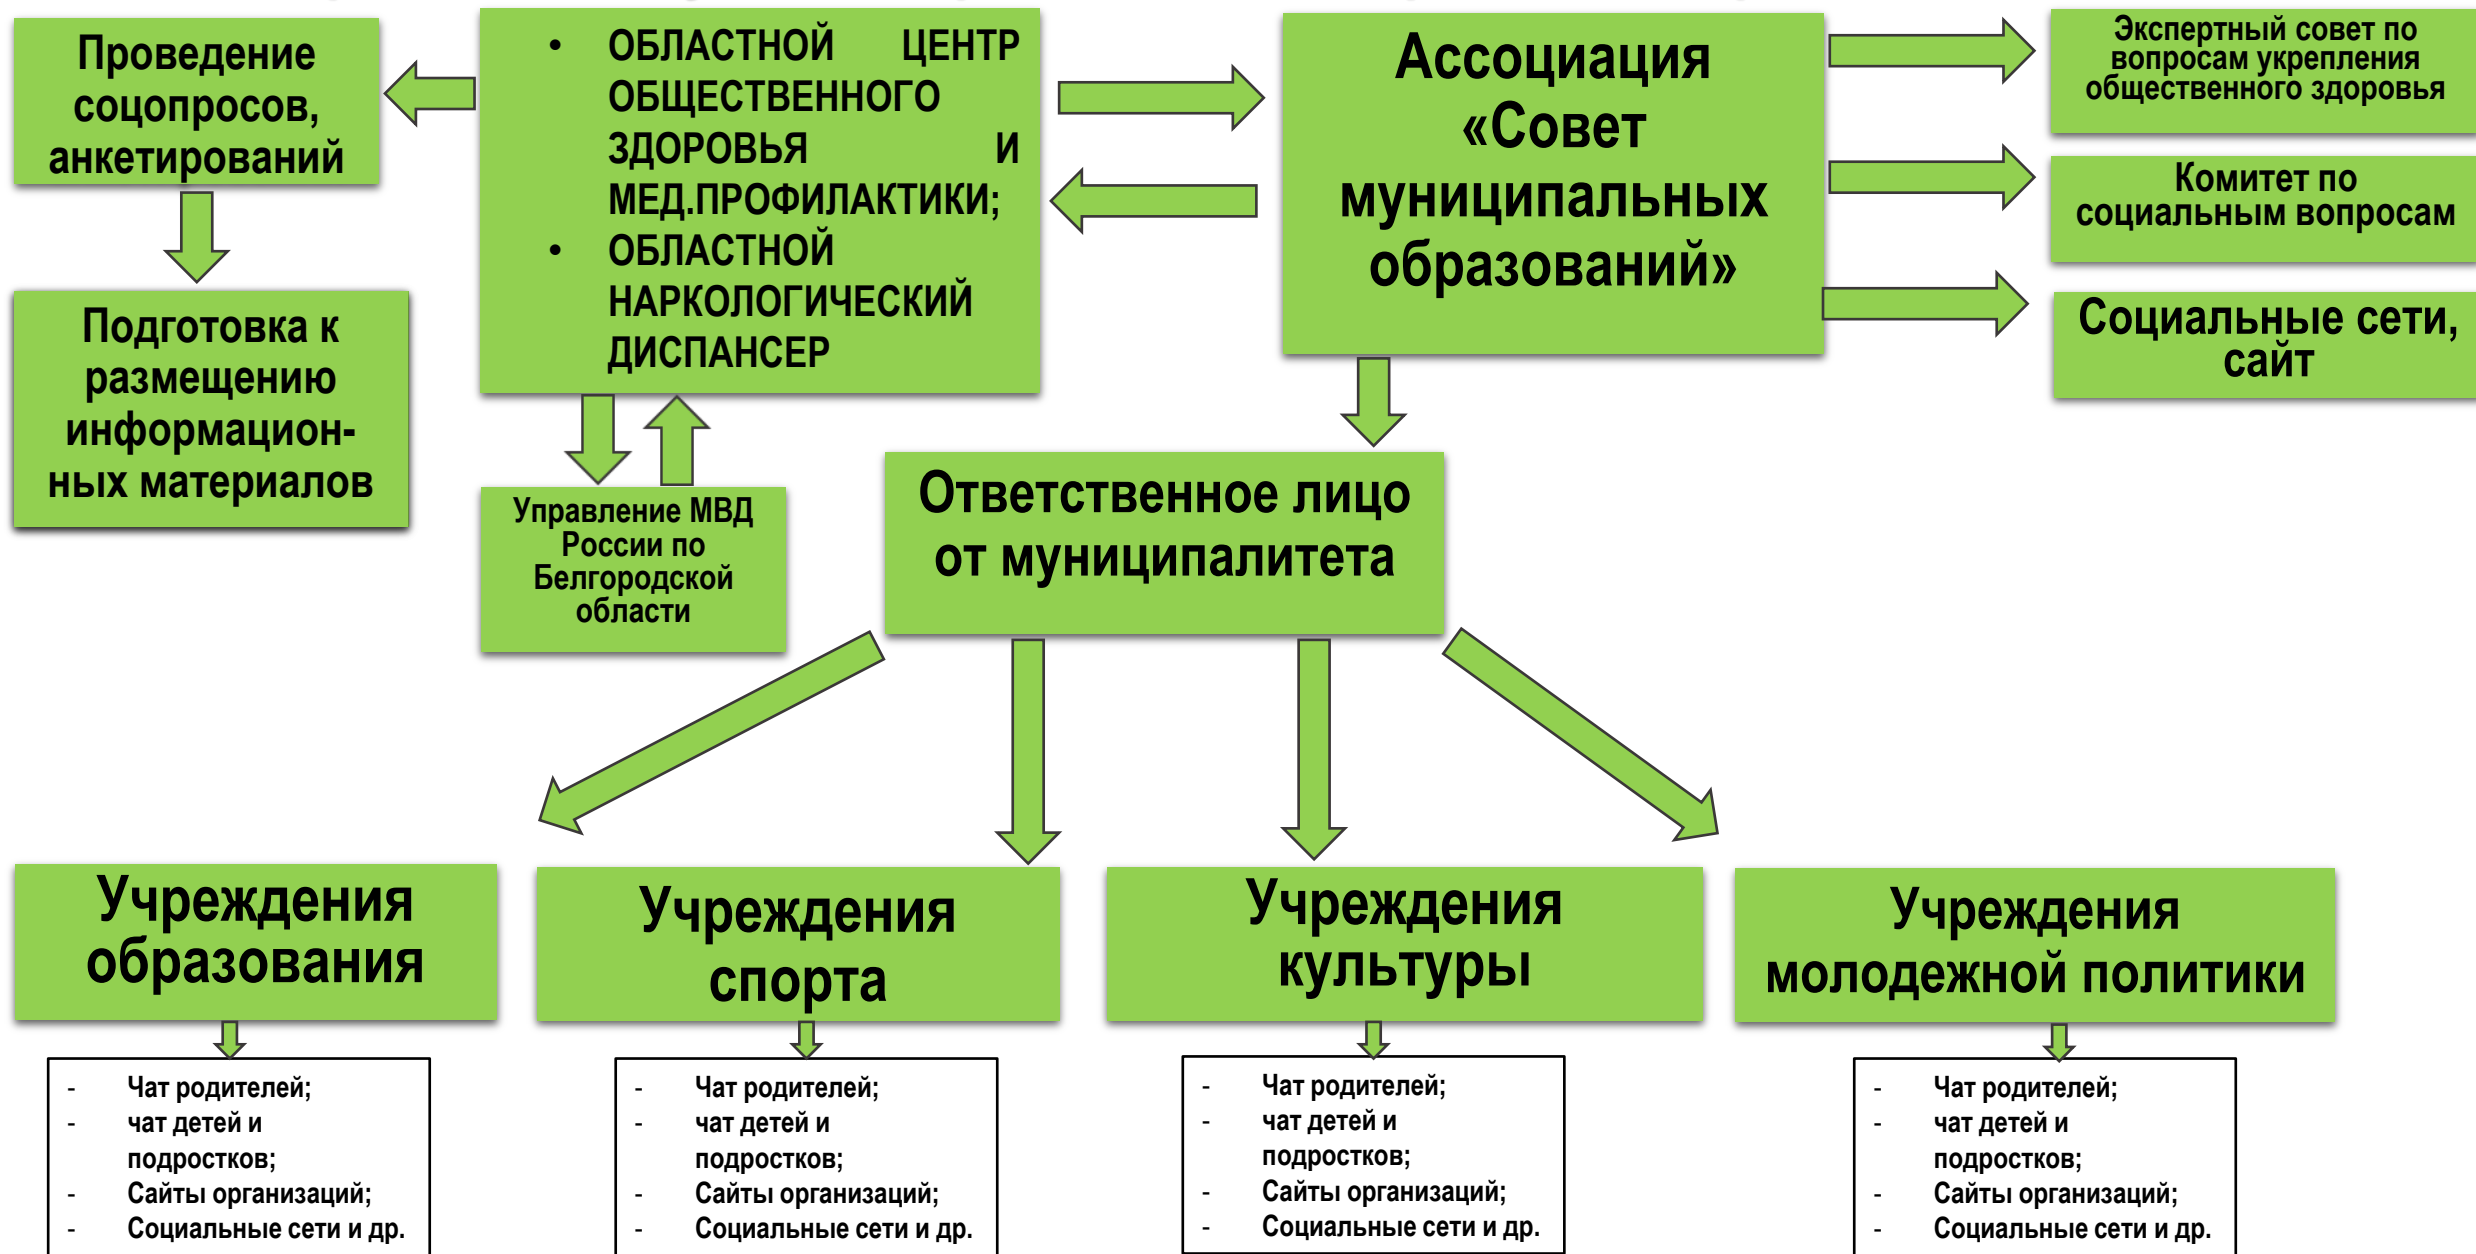 Проведение
соцопросов,
анкетирований
• ОБЛАСТНОЙ ЦЕНТР
ОБЩЕСТВЕННОГО
ЗДОРОВЬЯ И
МЕД.ПРОФИЛАКТИКИ;
• ОБЛАСТНОЙ
НАРКОЛОГИЧЕСКИЙ
ДИСПАНСЕР
Ассоциация
«Совет
муниципальных
образований»
Экспертный совет по
вопросам укрепления
общественного здоровья
Комитет по
социальным вопросам
Социальные сети,
сайт
Подготовка к
размещению
информацион-
ных материалов
Управление МВД
России по
Белгородской
области
Ответственное лицо
от муниципалитета
Учреждения
образования
Учреждения
спорта
Учреждения
культуры
Учреждения
молодежной политики
- Чат родителей;
- чат детей и
подростков;
- Сайты организаций;
- Социальные сети и др.
- Чат родителей;
- чат детей и
подростков;
- Сайты организаций;
- Социальные сети и др.
- Чат родителей;
- чат детей и
подростков;
- Сайты организаций;
- Социальные сети и др.
- Чат родителей;
- чат детей и
подростков;
- Сайты организаций;
- Социальные сети и др.